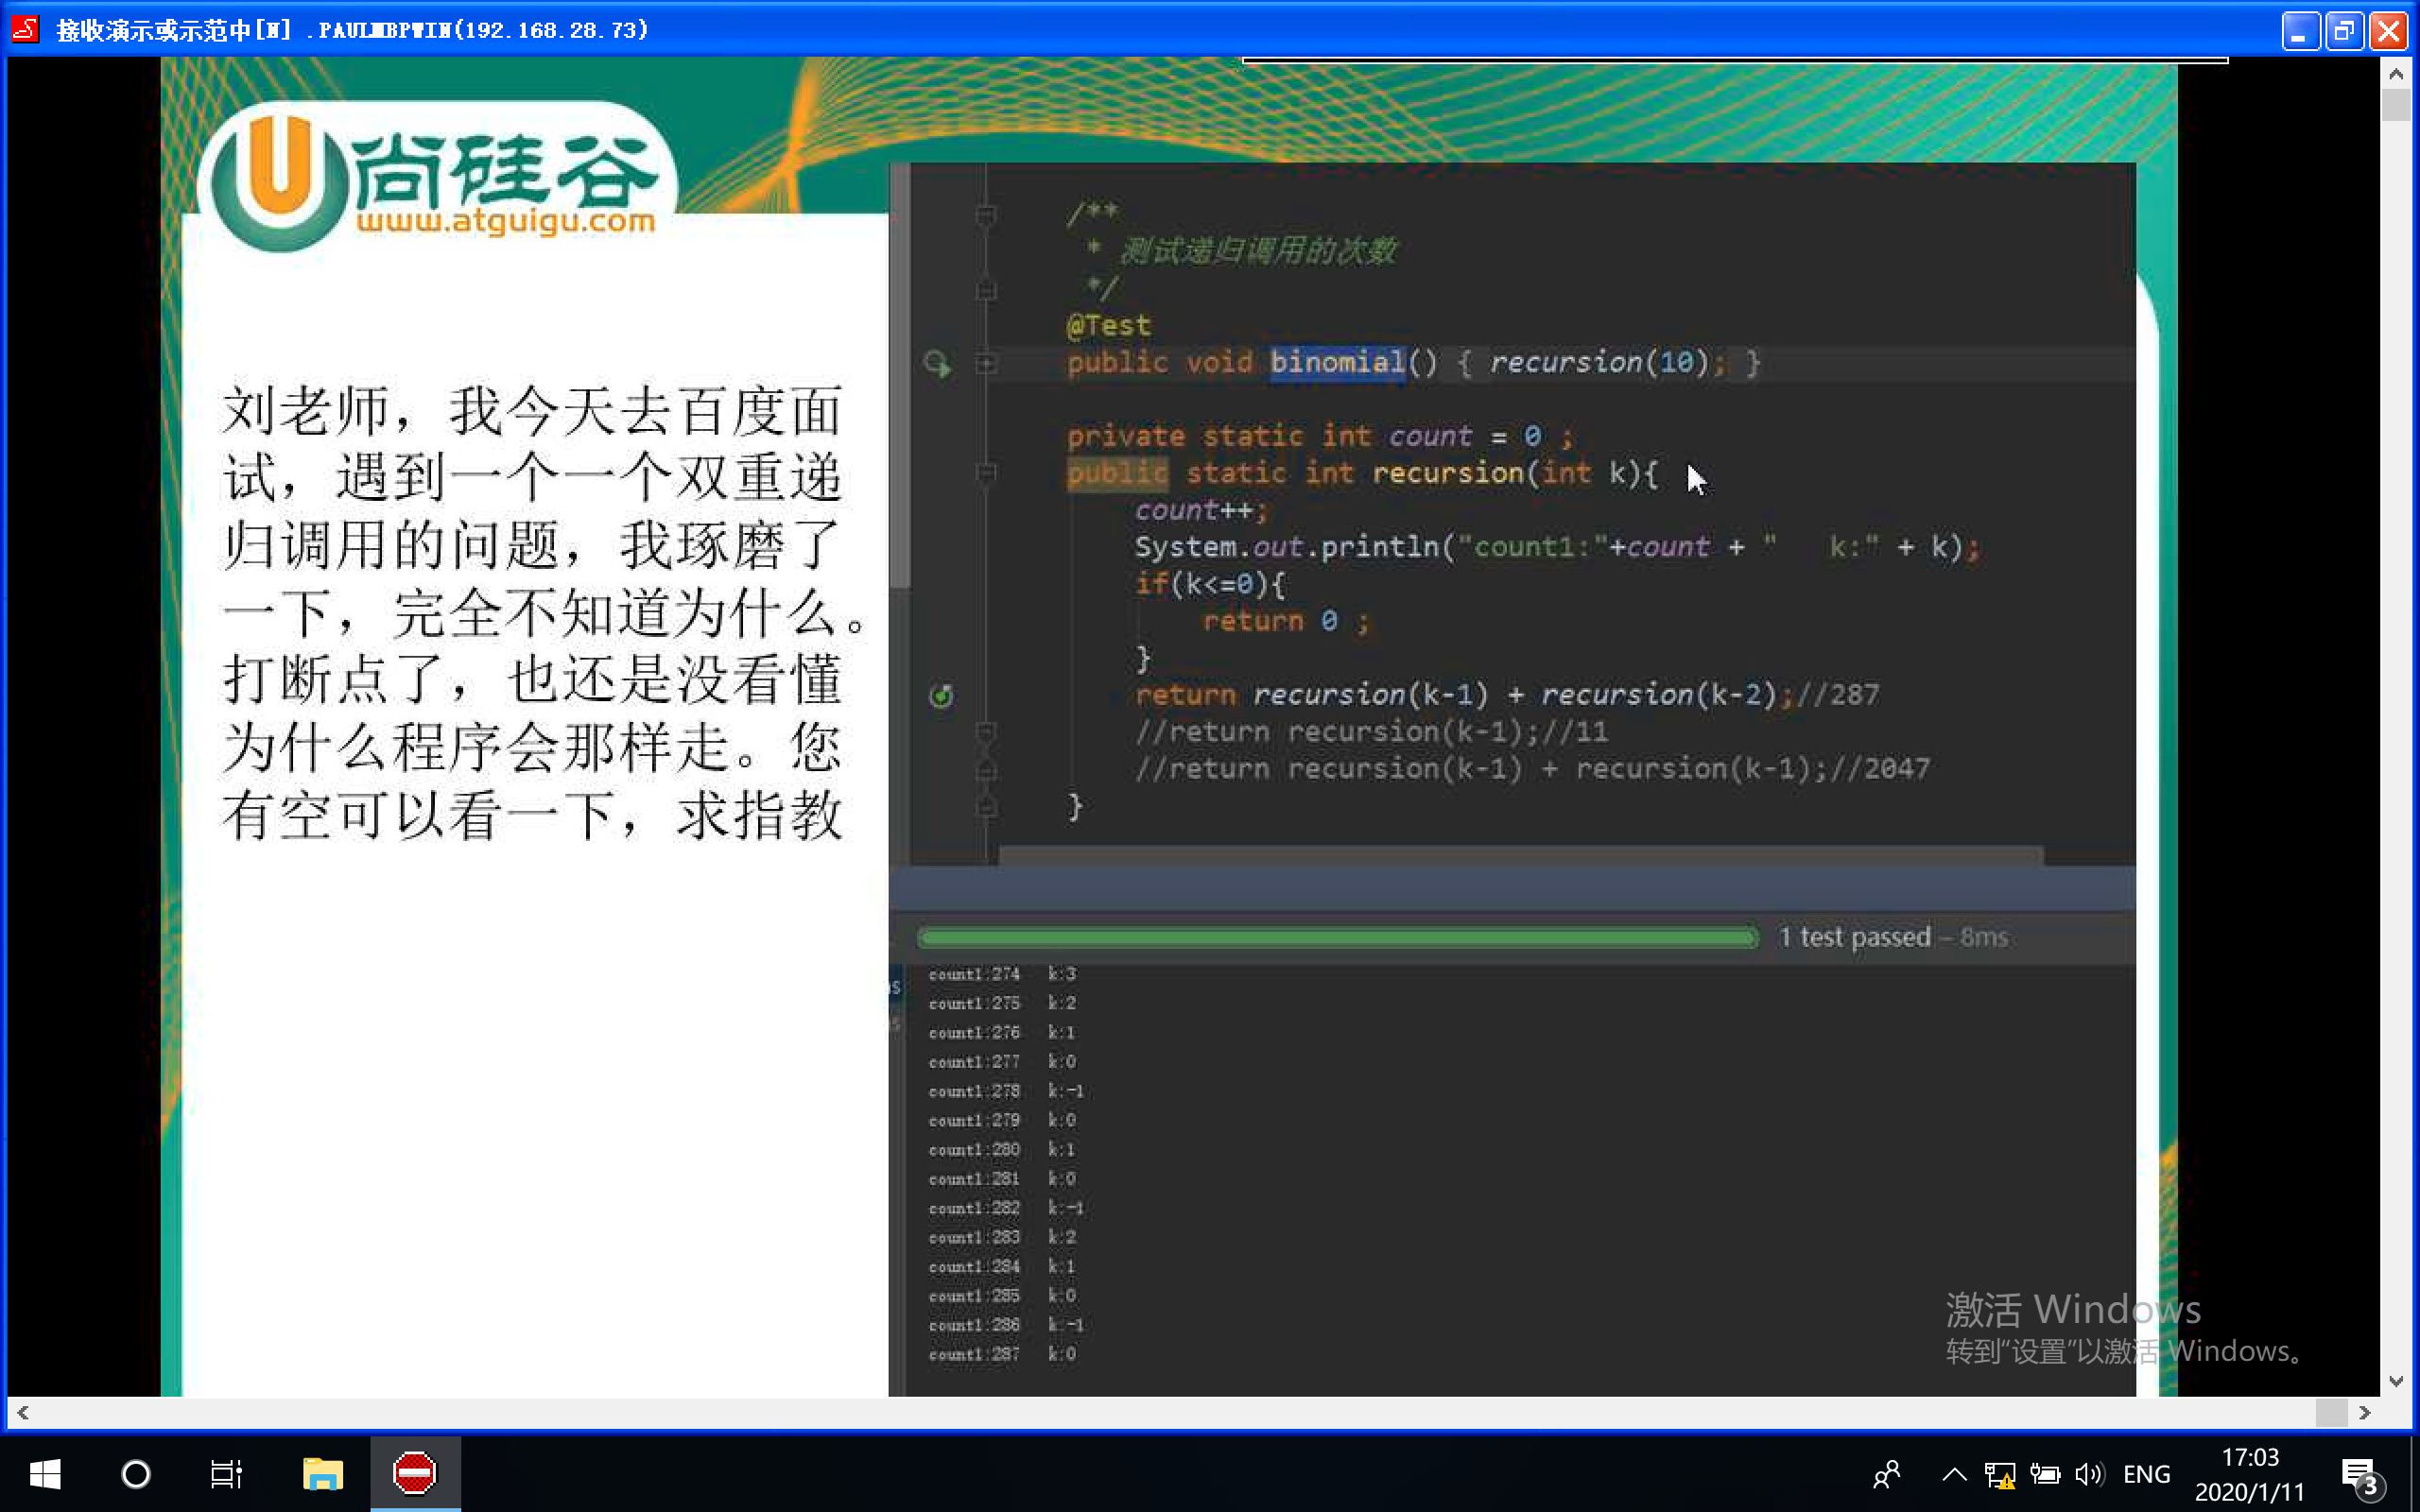 接收演示或示范中[N] .PAULMBPWIN(192.168.28.73)
尚硅谷
www.atguigu.com
刘老师，我今天去百度面
试，遇到一个一个双重递
归调用的问题，我琢磨了
一下，完全不知道为什么。
打断点了，也还是没看懂
为什么程序会那样走。您
有空可以看一下，求指教
/**
* 测试递归调用的次数
*/
@Test
public void binomial() { recursion(10); }
private static int count = 0 ;
public static int recursion(int k){
count++;
System.out.println("count1:"+count + "   k:" + k);
if(k<=0){
return 0 ;
}
return recursion(k-1) + recursion(k-2);//287
//return recursion(k-1);//11
//return recursion(k-1) + recursion(k-1);//2047
}
1 test passed – 8ms
count1:274   k:3
count1:275   k:2
count1:276   k:1
count1:277   k:0
count1:278   k:-1
count1:279   k:0
count1:280   k:1
count1:281   k:0
count1:282   k:-1
count1:283   k:2
count1:284   k:1
count1:285   k:0
count1:286   k:-1
count1:287   k:0
激活 Windows
转到"设置"以激活 Windows。
ENG
17:03
2020/1/11
3